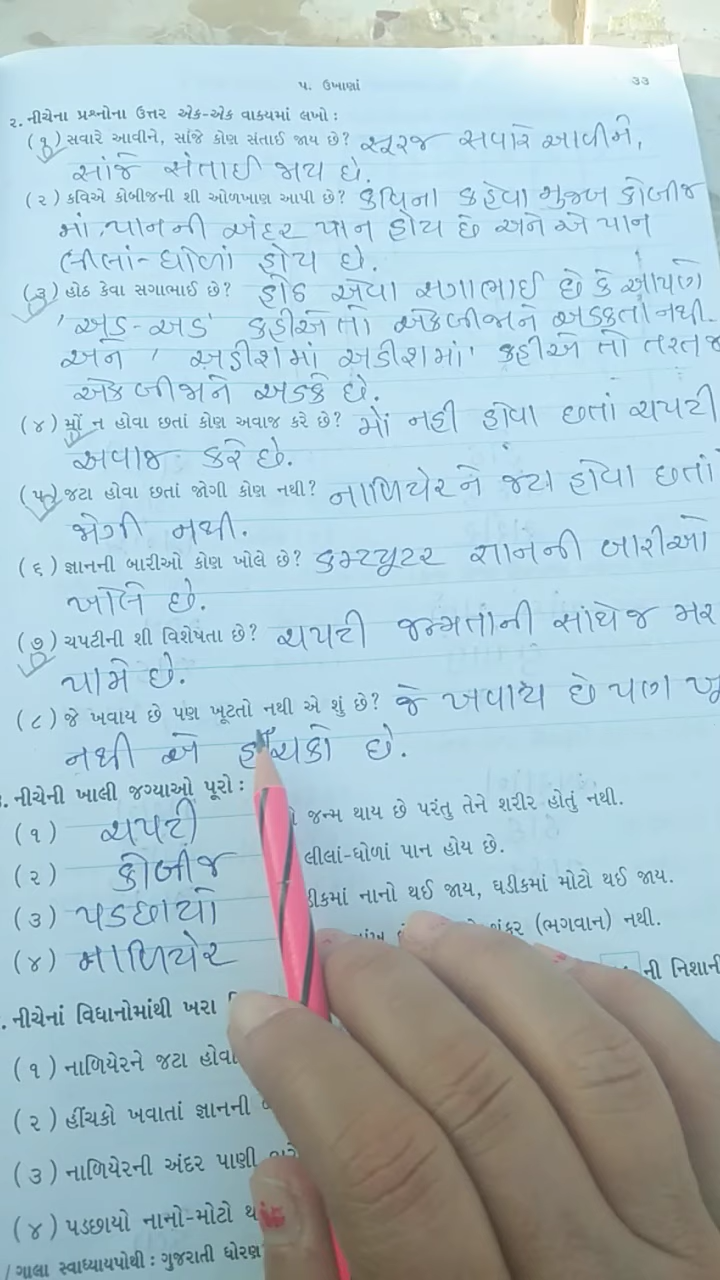 ૫. ઉખાણાં ૩૩
૨. નીચેના પ્રશ્નોના ઉત્તર એક-એક વાક્યમાં લખો :
(૧) સવારે આવીને, સાંજે કોણ સંતાઈ જાય છે? સૂરજ સવારે આવીને,
સાંજે સંતાઈ જાય છે.
(૨) કવિએ કોબીજની શી ઓળખાણ આપી છે? કવિના કહેવા મુજબ કોબીજ
માં પાનની અંદર પાન હોય છે અને એ પાન
લીલાં-ધોળાં હોય છે.
(૩) હોઠ કેવા સગાભાઈ છે? હોઠ એવા સગાભાઈ છે કે આપણે
'અડ-અડ' કહીએ તો એકબીજાને અડકતા નથી
અને 'અડીશમાં અડીશમાં' કહીએ તો તરત જ
એકબીજાને અડકે છે.
(૪) મોં ન હોવા છતાં કોણ અવાજ કરે છે? મોં નહી હોવા છતાં ચપટી
અવાજ કરે છે.
(૫) જટા હોવા છતાં જોગી કોણ નથી? નાળિયેરને જટા હોવા છતાં
જોગી નથી.
(૬) જ્ઞાનની બારીઓ કોણ ખોલે છે? કમ્પ્યૂટર જ્ઞાનની બારીઓ
ખોલે છે.
(૭) ચપટીની શી વિશેષતા છે? ચપટી જન્મતાંની સાથેજ
પામે છે.
(૮) જે ખવાય છે પણ ખૂટતો નથી એ શું છે? જે ખવાય છે પણ
નથી એ હીંચકો છે.
નીચેની ખાલી જગ્યાઓ પૂરો :
(૧) ચપટી જન્મ થાય છે પરંતુ તેને શરીર હોતું નથી.
(૨) કોબીજ લીલાં-ધોળાં પાન હોય છે.
(૩) પડછાયો નાનો થઈ જાય, ઘડીકમાં મોટો થઈ જાય.
(૪) નાળિયેર (ભગવાન) નથી.
ની નિશાની
નીચેનાં વિધાનોમાંથી ખરા
(૧) નાળિયેરને જટા
(૨) હીંચકો ખવાતાં જ્ઞાનની
(૩) નાળિયેરની અંદર પાણી
(૪) પડછાયો નાનો-મોટો
ગાલા સ્વાધ્યાયપોથી : ગુજરાતી ધોરણ